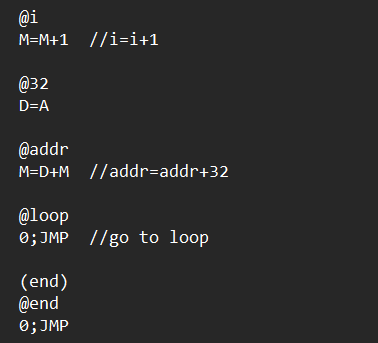 @i
M=M+1  //i=i+1
@32
D=A
@addr
M=D+M  //addr=addr+32
@loop
0;JMP  //go to loop
(end)
@end
0;JMP